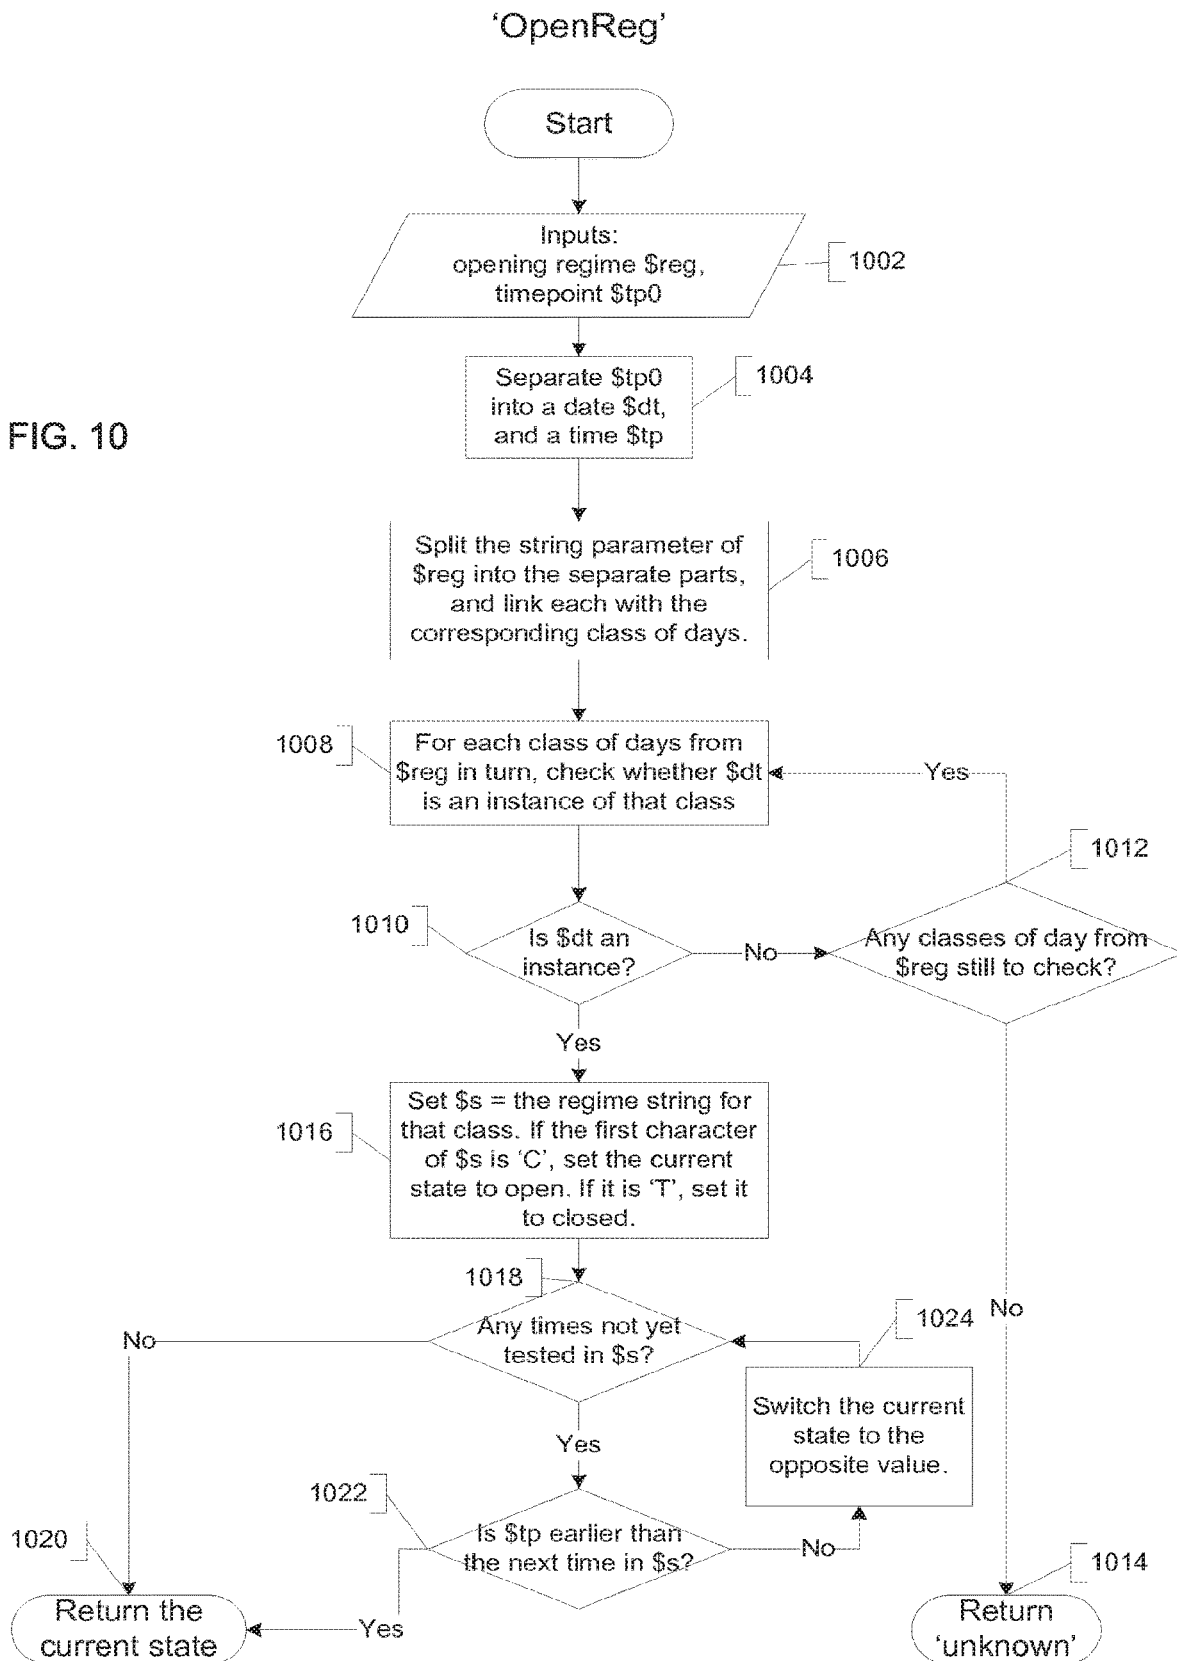 'OpenReg'
Start
Inputs:
opening regime $reg,
timepoint $tp0
1002
Separate $tp0
into a date $dt,
and a time $tp
1004
FIG. 10
Split the string parameter of
$reg into the separate parts,
and link each with the
corresponding class of days.
1006
1008
For each class of days from
$reg in turn, check whether $dt
is an instance of that class
Yes
1012
1010
Is $dt an
instance?
No
Any classes of day from
$reg still to check?
Yes
1016
Set $s = the regime string for
that class. If the first character
of $s is 'C', set the current
state to open. If it is 'T', set it
to closed.
1018
Any times not yet
tested in $s?
No
1024
No
Switch the current
state to the
opposite value.
Yes
1022
Is $tp earlier than
the next time in $s?
No
1020
Yes
Return the
current state
1014
Return
'unknown'